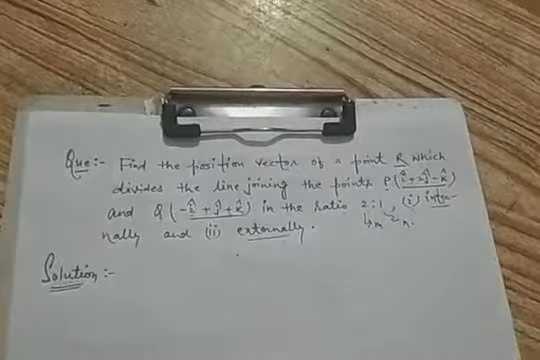 Que:- Find the position vector of a point R which
divides the line joining the points P(î+2ĵ-k̂)
and Q(-î+ĵ+k̂) in the ratio 2:1, (i) inter-
nally and (ii) externally.
↳m ↳n.
Solution:-